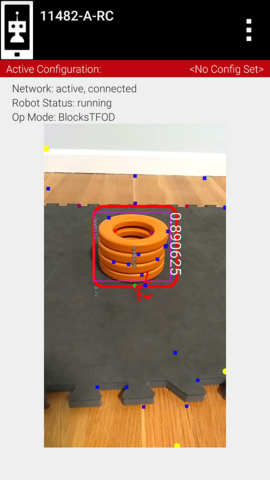 11482-A-RC
Active Configuration:
<No Config Set>
Network: active, connected
Robot Status: running
Op Mode: BlocksTFOD
0.890625